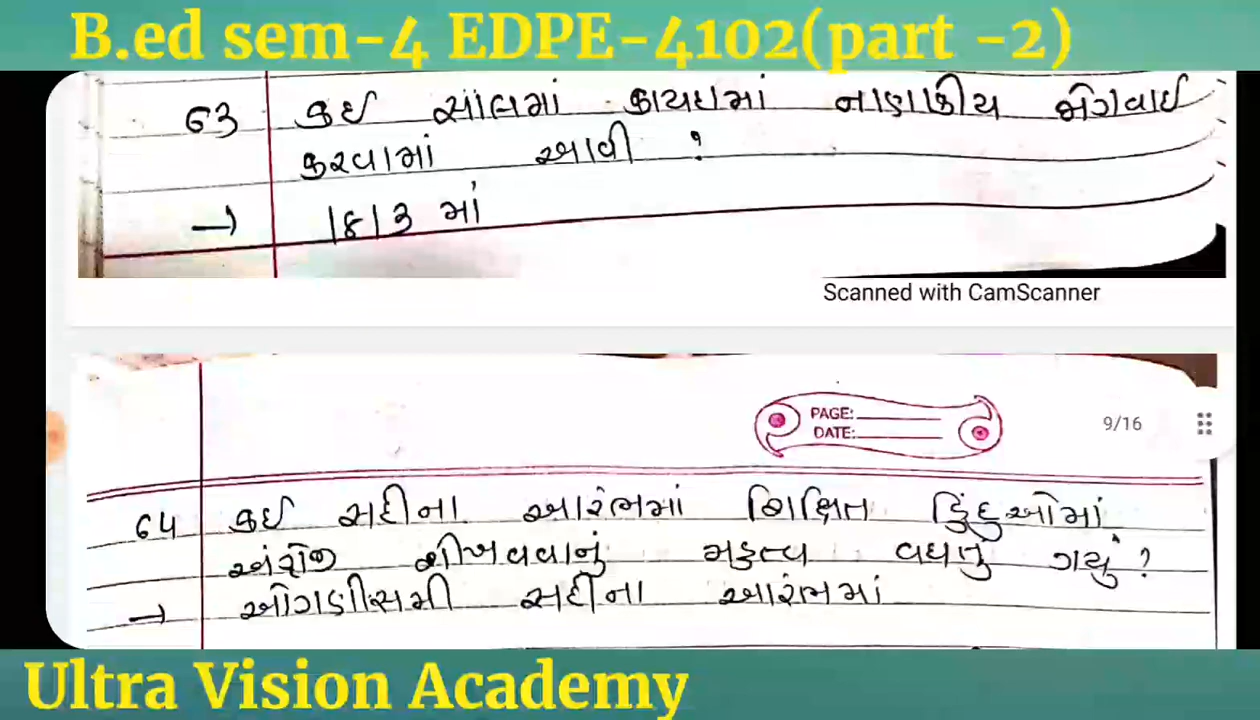 B.ed sem-4 EDPE-4102(part -2)
63 કઈ સાલમાં કાયદામાં નાણાકીય જોગવાઈ
કરવામાં આવી ?
→ 1813 માં
Scanned with CamScanner
PAGE:
DATE:
9/16
64 કઈ સદીના આરંભમાં શિક્ષિત હિંદુઓમાં
અંગ્રેજી શીખવવાનું મહત્વ વધતુ ગયું ?
→ ઓગણીસમી સદીના આરંભમાં
Ultra Vision Academy